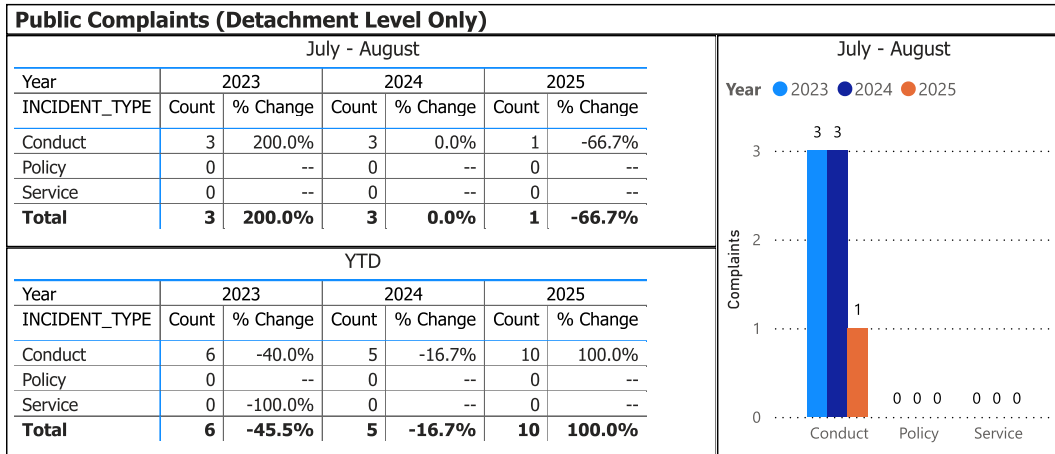 Public Complaints (Detachment Level Only)
July - August
Year 2023 2024 2025
INCIDENT_TYPE Count % Change Count % Change Count % Change
Conduct 3 200.0% 3 0.0% 1 -66.7%
Policy 0 -- 0 -- 0 --
Service 0 -- 0 -- 0 --
Total 3 200.0% 3 0.0% 1 -66.7%
YTD
Year 2023 2024 2025
INCIDENT_TYPE Count % Change Count % Change Count % Change
Conduct 6 -40.0% 5 -16.7% 10 100.0%
Policy 0 -- 0 -- 0 --
Service 0 -100.0% 0 -- 0 --
Total 6 -45.5% 5 -16.7% 10 100.0%
July - August
Year 2023 2024 2025
3 3
3
2
Complaints
1
1
0 0 0 0 0 0
0
Conduct Policy Service